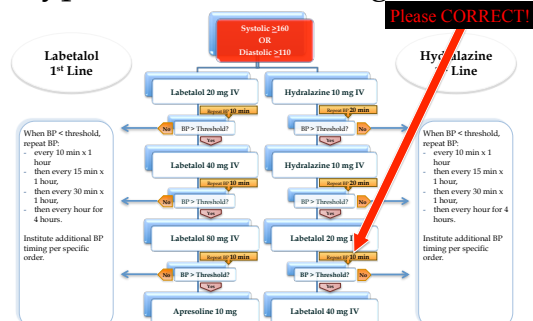 Please CORRECT!
Systolic ≥160
OR
Diastolic ≥110
Labetalol
1st Line
Line
Labetalol 20 mg IV
Hydralazine 10 mg IV
Repeat BP 10 min
Repeat BP 20 min
No
BP > Threshold?
BP > Threshold?
No
Yes
Yes
Labetalol 40 mg IV
Hydralazine 10 mg IV
Repeat BP 10 min
Repeat BP 20 min
No
BP > Threshold?
BP > Threshold?
No
Yes
Yes
Labetalol 80 mg IV
Labetalol 20 mg
Repeat BP 10 min
Repeat BP 10 min
No
BP > Threshold?
BP > Threshold?
No
Yes
Yes
Apresoline 10 mg
Labetalol 40 mg IV
When BP < threshold,
repeat BP:
- every 10 min x 1
hour
- then every 15 min x
1 hour,
- then every 30 min x
1 hour,
- then every hour for
4 hours.
Institute additional BP
timing per specific
order.
When BP < threshold,
repeat BP:
- every 10 min x 1
hour
- then every 15 min x
1 hour,
- then every 30 min x
1 hour,
- then every hour for 4
hours.
Institute additional BP
timing per specific
order.